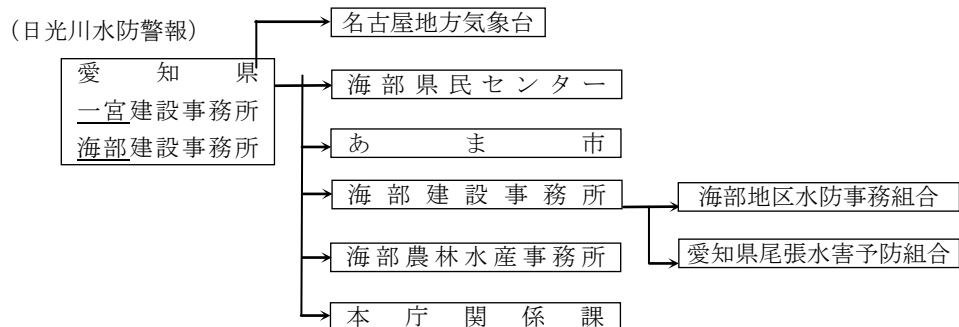 (日光川水防警報)
名古屋地方気象台
愛知県
一宮建設事務所
海部建設事務所
海部県民センター
あま市
海部建設事務所
海部地区水防事務組合
愛知県尾張水害予防組合
海部農林水産事務所
本庁関係課